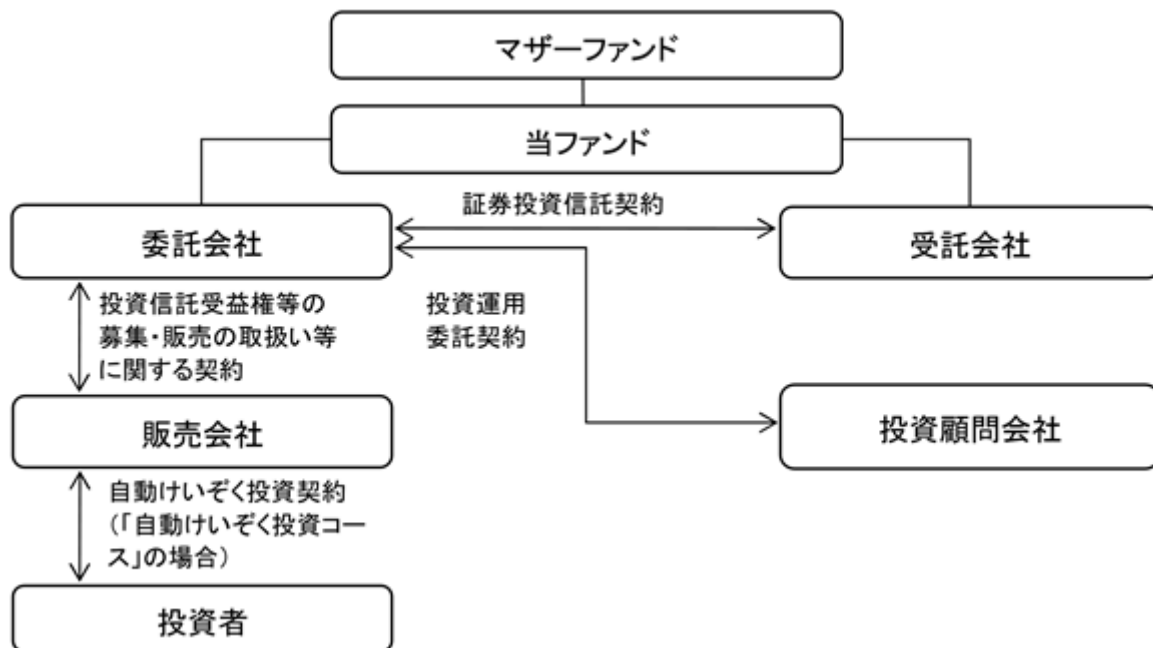 マザーファンド
当ファンド
証券投資信託契約
委託会社
受託会社
投資信託受益権等の
募集・販売の取扱い等
に関する契約
投資運用
委託契約
販売会社
投資顧問会社
自動けいぞく投資契約
(「自動けいぞく投資コー
ス」の場合)
投資者